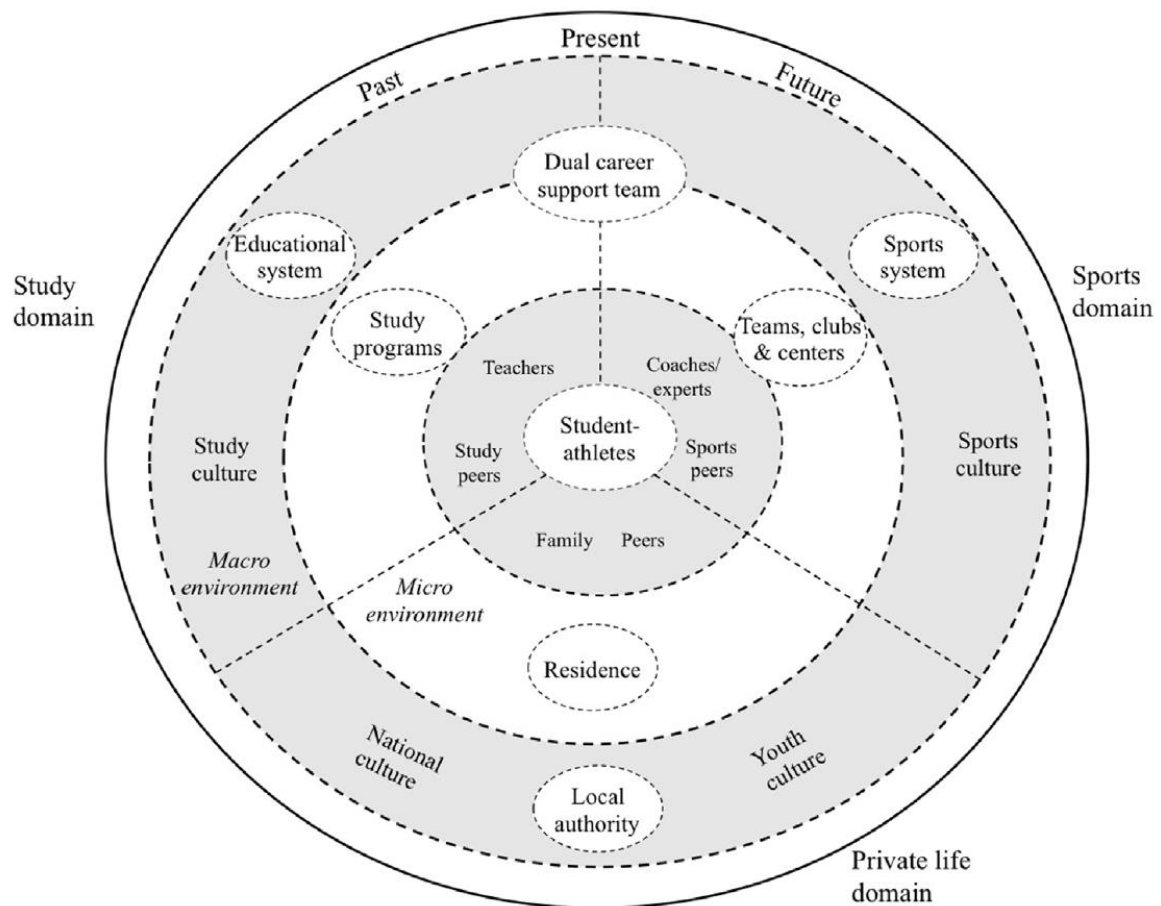 Present
Past
Future
Dual career
support team
Educational
system
Sports
system
Study
domain
Sports
domain
Study
programs
Teams, clubs
& centers
Teachers
Coaches/
experts
Student-
athletes
Study
culture
Study
peers
Sports
peers
Sports
culture
Family
Peers
Macro
environment
Micro
environment
Residence
National
culture
Youth
culture
Local
authority
Private life
domain